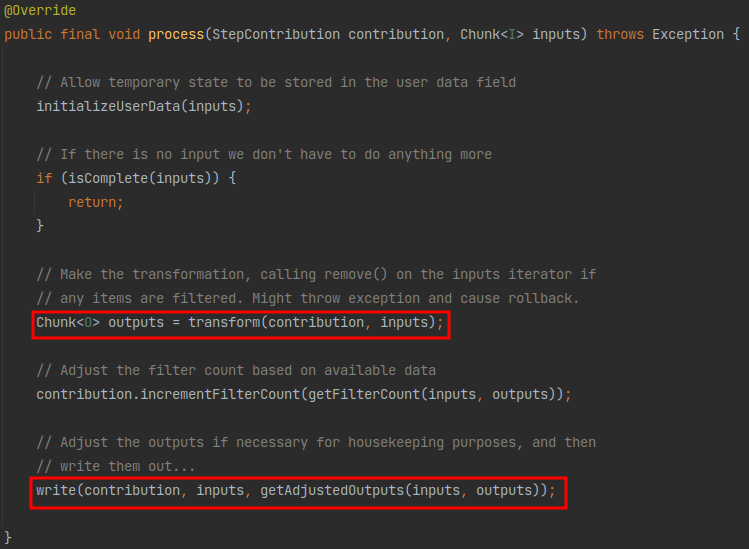 @Override
public final void process(StepContribution contribution, Chunk<I> inputs) throws Exception {
// Allow temporary state to be stored in the user data field
initializeUserData(inputs);
// If there is no input we don't have to do anything more
if (isComplete(inputs)) {
return;
}
// Make the transformation, calling remove() on the inputs iterator if
// any items are filtered. Might throw exception and cause rollback.
Chunk<O> outputs = transform(contribution, inputs);
// Adjust the filter count based on available data
contribution.incrementFilterCount(getFilterCount(inputs, outputs));
// Adjust the outputs if necessary for housekeeping purposes, and then
// write them out...
write(contribution, inputs, getAdjustedOutputs(inputs, outputs));
}